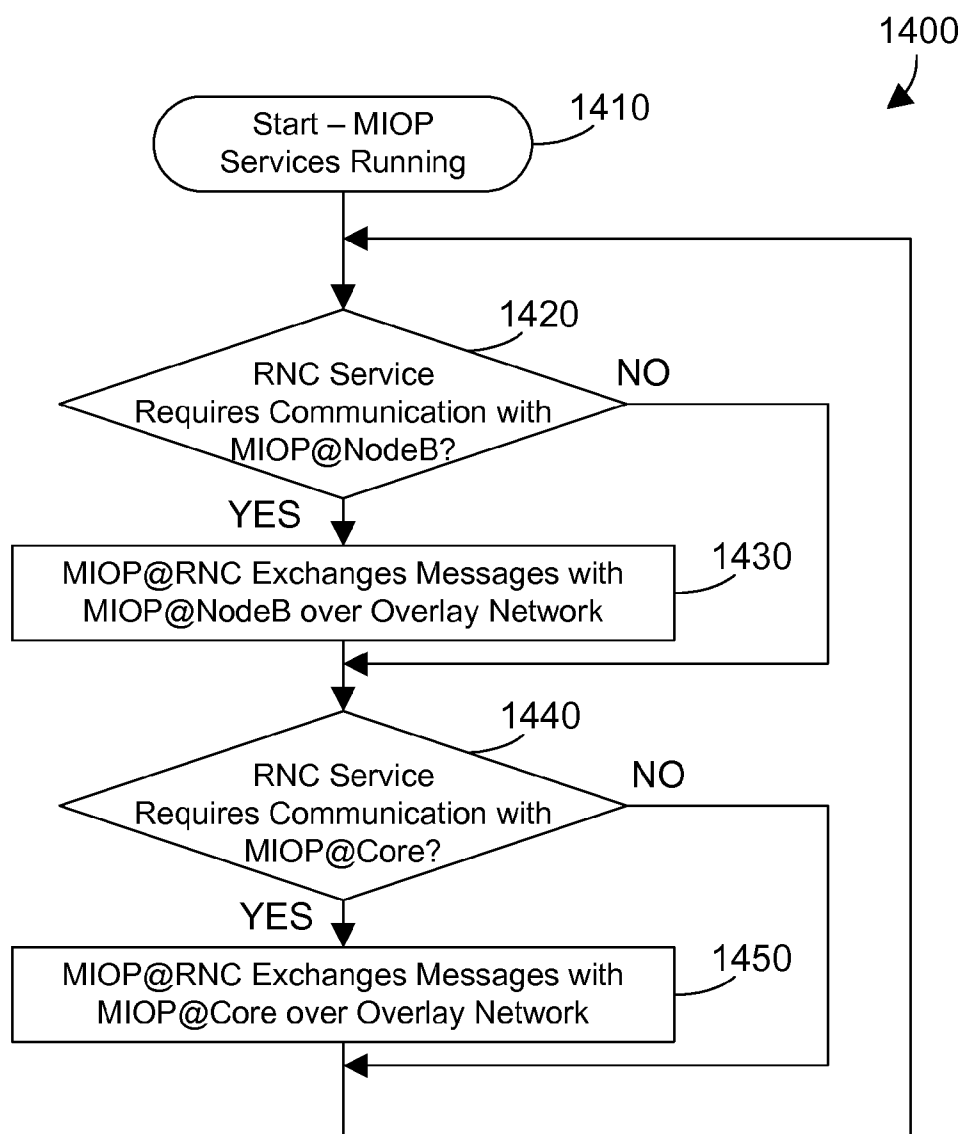 1400
Start – MIOP
Services Running
1410
1420
RNC Service
Requires Communication with
MIOP@NodeB?
NO
YES
1430
MIOP@RNC Exchanges Messages with
MIOP@NodeB over Overlay Network
1440
RNC Service
Requires Communication with
MIOP@Core?
NO
YES
1450
MIOP@RNC Exchanges Messages with
MIOP@Core over Overlay Network